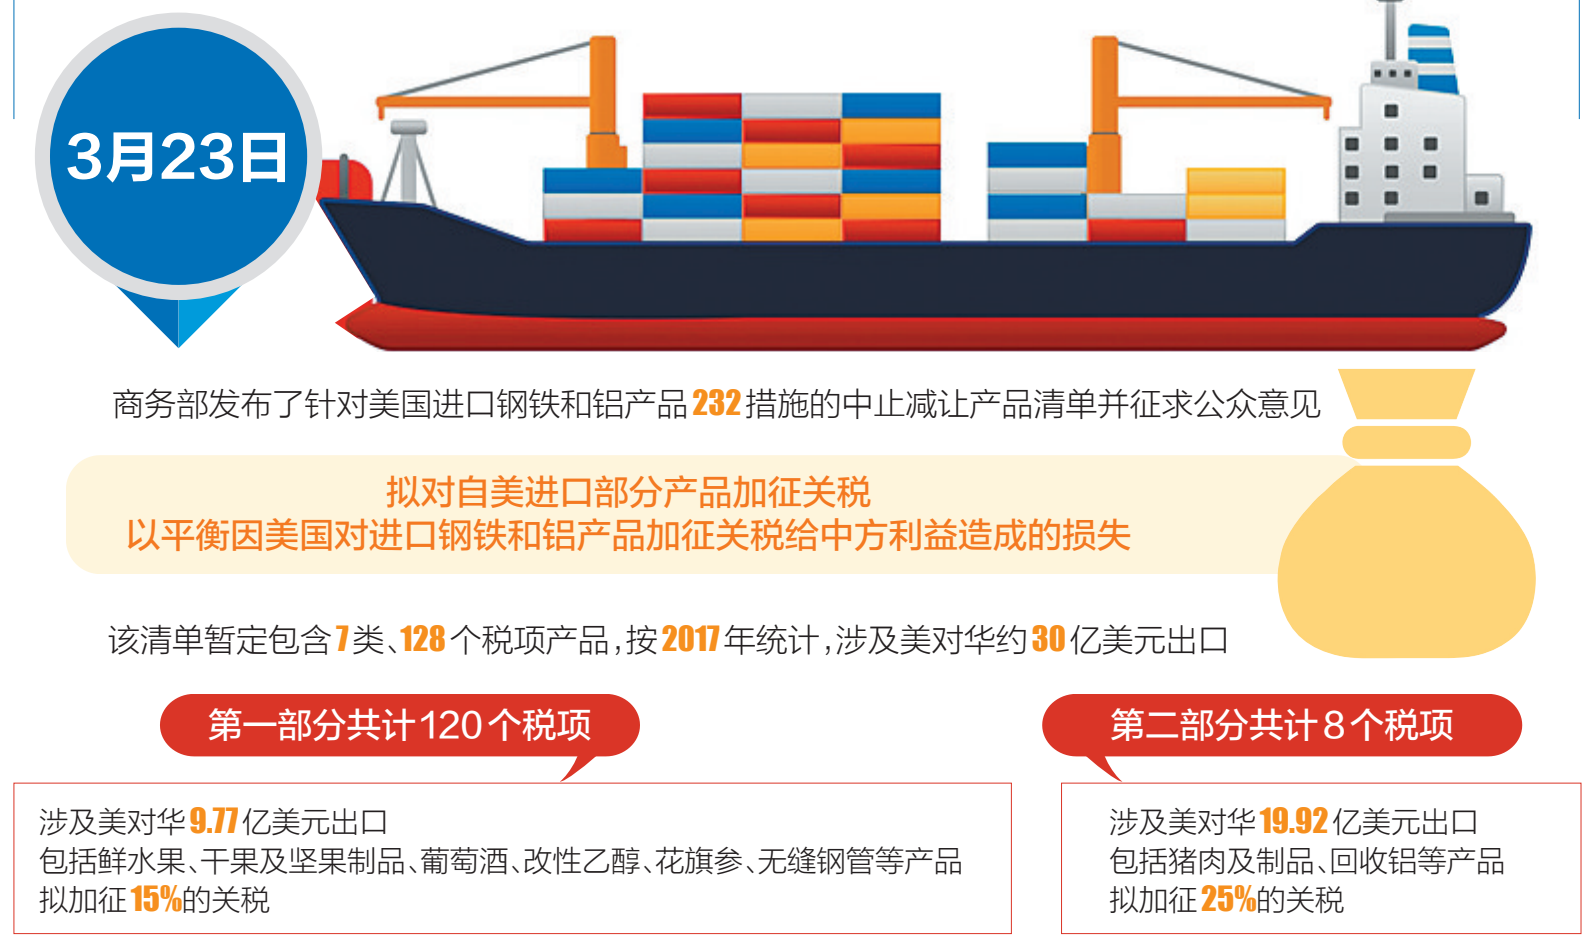 3月23日
商务部发布了针对美国进口钢铁和铝产品232措施的中止减让产品清单并征求公众意见
拟对自美进口部分产品加征关税
以平衡因美国对进口钢铁和铝产品加征关税给中方利益造成的损失
该清单暂定包含7类、128个税项产品,按2017年统计,涉及美对华约30亿美元出口
第一部分共计120个税项
涉及美对华9.77亿美元出口
包括鲜水果、干果及坚果制品、葡萄酒、改性乙醇、花旗参、无缝钢管等产品
拟加征15%的关税
第二部分共计8个税项
涉及美对华19.92亿美元出口
包括猪肉及制品、回收铝等产品
拟加征25%的关税